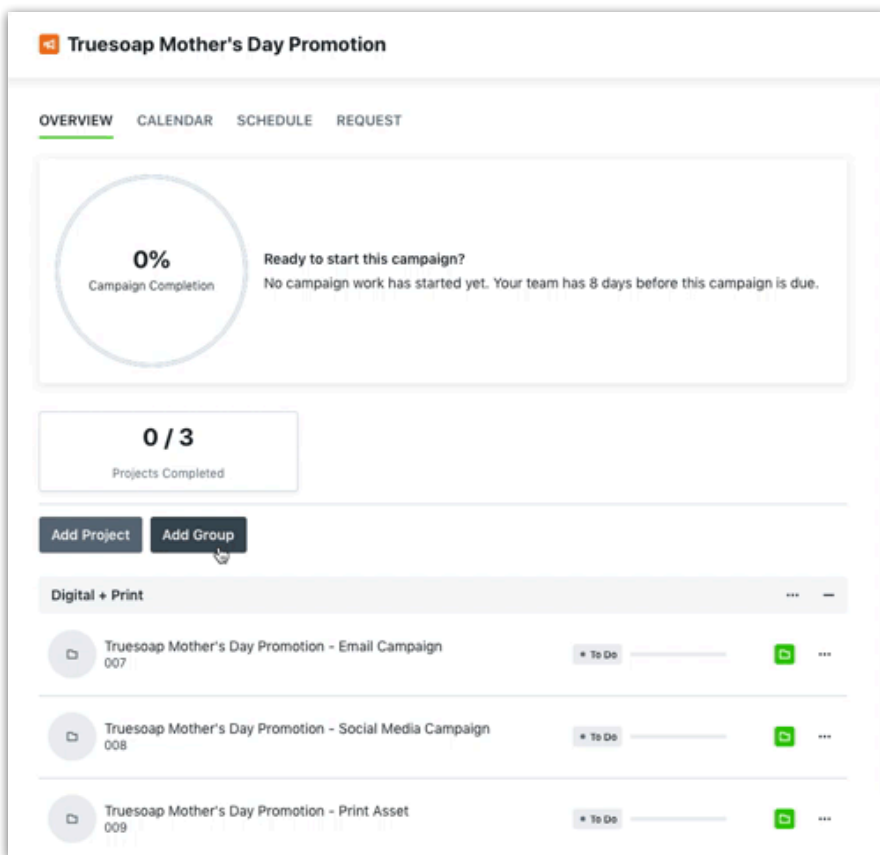 Truesoap Mother's Day Promotion
OVERVIEW CALENDAR SCHEDULE REQUEST
0%
Campaign Completion
Ready to start this campaign?
No campaign work has started yet. Your team has 8 days before this campaign is due.
0 / 3
Projects Completed
Add Project Add Group
Digital + Print
Truesoap Mother's Day Promotion - Email Campaign
007
To Do
Truesoap Mother's Day Promotion - Social Media Campaign
008
To Do
Truesoap Mother's Day Promotion - Print Asset
009
To Do